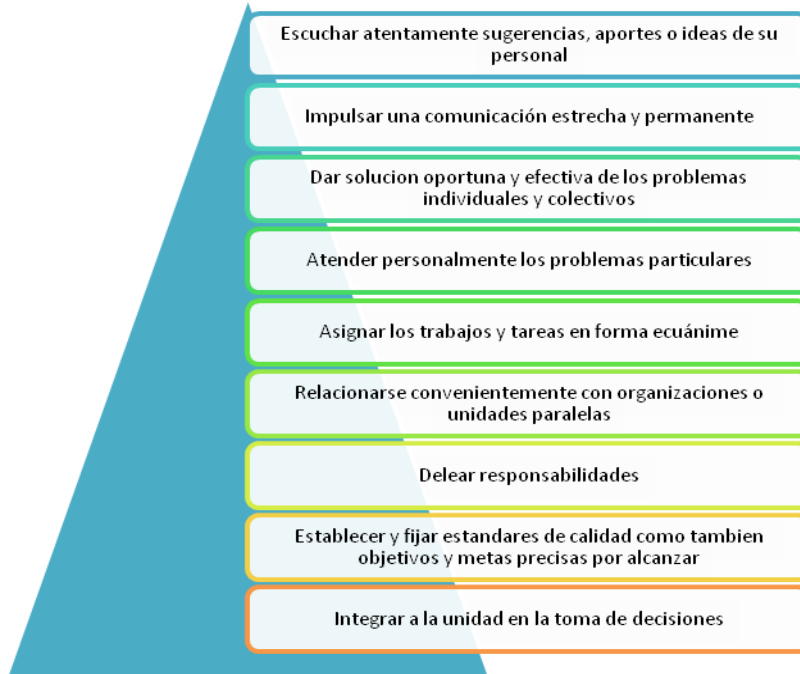 Escuchar atentamente sugerencias, aportes o ideas de su
personal
Impulsar una comunicación estrecha y permanente
Dar solucion oportuna y efectiva de los problemas
individuales y colectivos
Atender personalmente los problemas particulares
Asignar los trabajos y tareas en forma ecuánime
Relacionarse convenientemente con organizaciones o
unidades paralelas
Delear responsabilidades
Establecer y fijar estandares de calidad como tambien
objetivos y metas precisas por alcanzar
Integrar a la unidad en la toma de decisiones